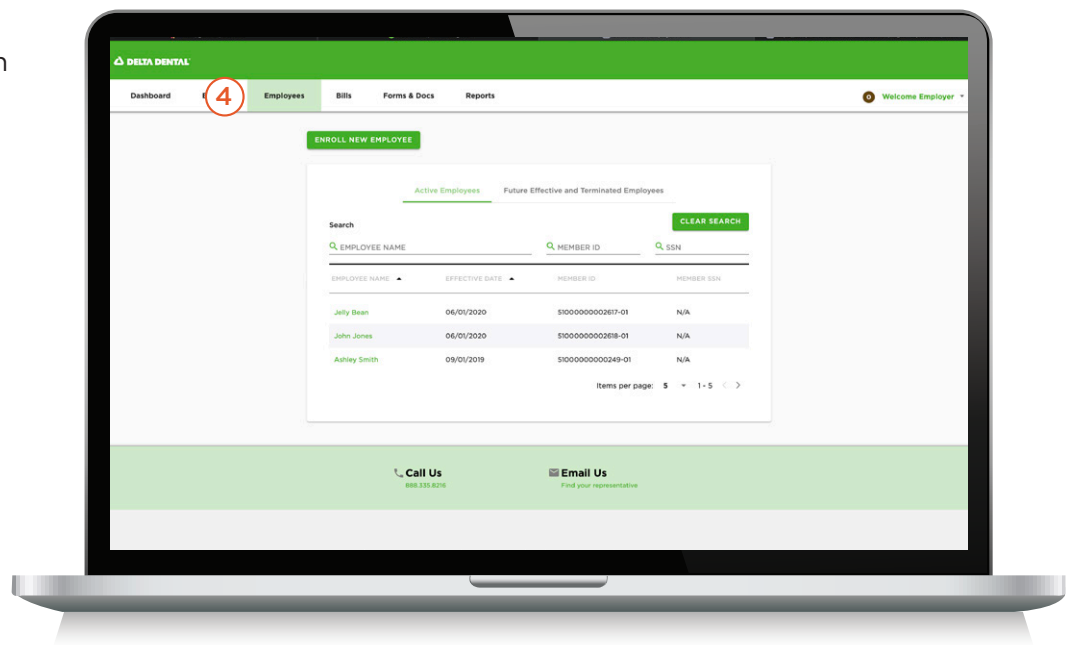 n
DELTA DENTAL
Dashboard 4 Employees Bills Forms & Docs Reports Welcome Employer
ENROLL NEW EMPLOYEE
Active Employees Future Effective and Terminated Employees
Search CLEAR SEARCH
EMPLOYEE NAME MEMBER ID SSN
EMPLOYEE NAME EFFECTIVE DATE MEMBER ID MEMBER SSN
Jelly Bean 06/01/2020 51000000002617-01 N/A
John Jones 06/01/2020 51000000002618-01 N/A
Ashley Smith 09/01/2019 51000000000249-01 N/A
Items per page: 5 1 - 5
Call Us Email Us
888.335.8216 Find your representative